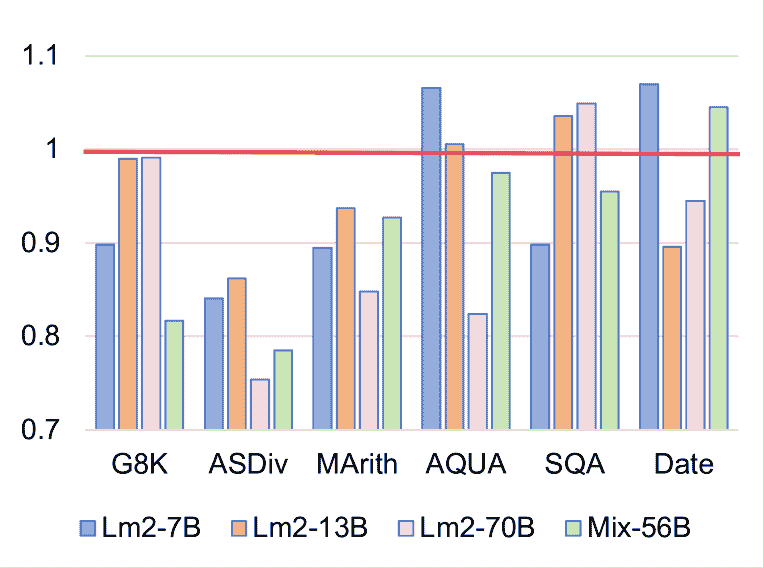 1.1
1
0.9
0.8
0.7
G8K ASDiv MArith AQUA SQA Date
Lm2-7B Lm2-13B Lm2-70B Mix-56B